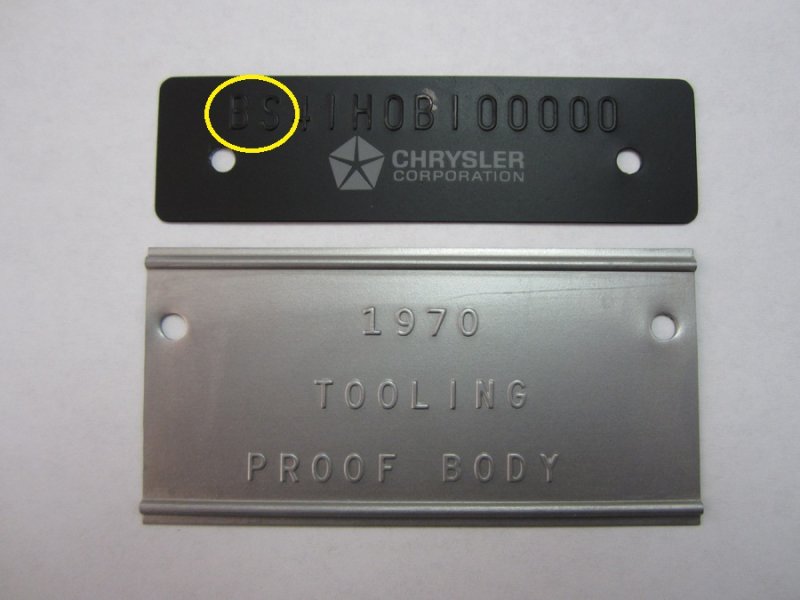 BS41H0B100000
CHRYSLER
CORPORATION
1970
TOOLING
PROOF BODY